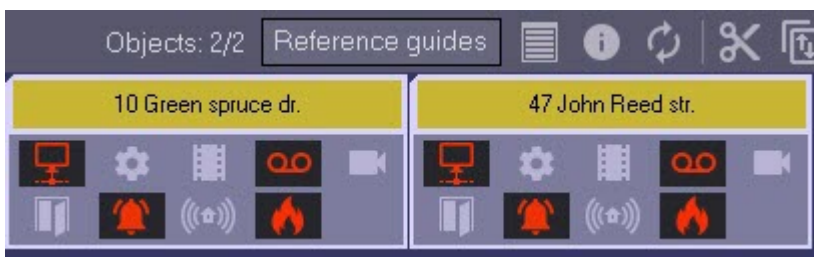 Objects: 2/2 Reference guides
10 Green spruce dr. 47 John Reed str.